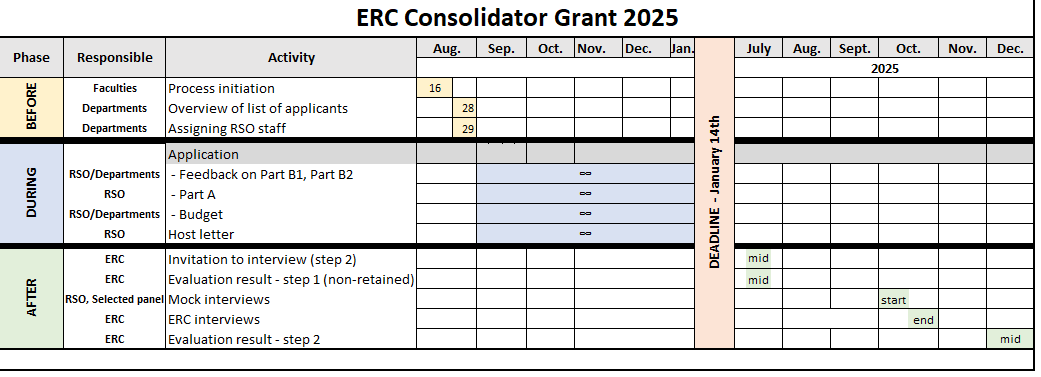 ERC Consolidator Grant 2025
Phase Responsible Activity Aug. Sep. Oct. Nov. Dec. Jan. July Aug. Sept. Oct. Nov. Dec.
2025
BEFORE
Faculties Process initiation 16
Departments Overview of list of applicants 28
Departments Assigning RSO staff 29
DURING
Application
RSO/Departments - Feedback on Part B1, Part B2
RSO - Part A
RSO/Departments - Budget
RSO Host letter
DEADLINE - January 14th
AFTER
ERC Invitation to interview (step 2) mid
ERC Evaluation result - step 1 (non-retained) mid
RSO, Selected panel Mock interviews start
ERC ERC interviews end
ERC Evaluation result - step 2 mid